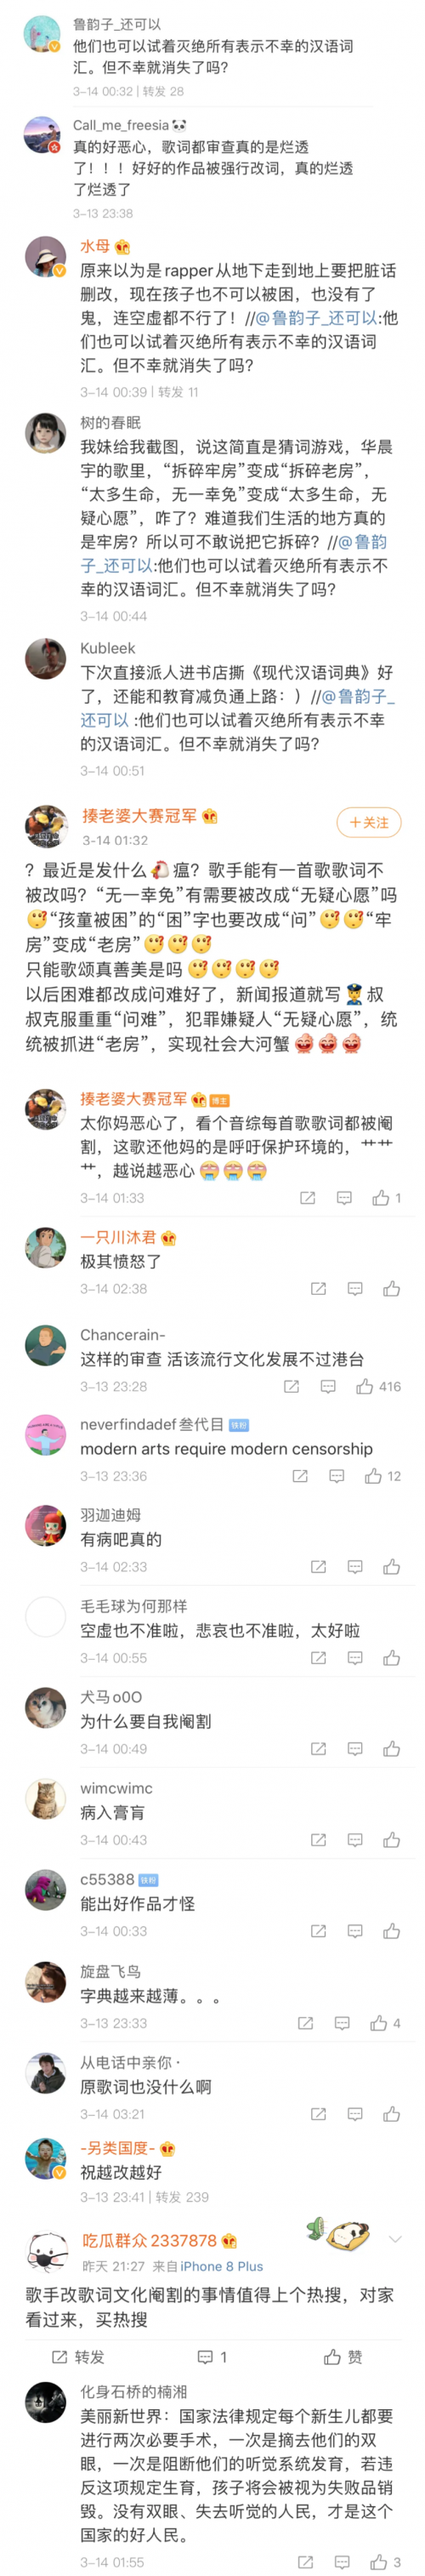 鲁韵子_还可以
他们也可以试着灭绝所有表示不幸的汉语词
汇。但不幸就消失了吗?
3-14 00:32 | 转发 28
Call_me_freesia
真的好恶心，歌词都审查真的是烂透
了！！！好好的作品被强行改词，真的烂透
了烂透了
3-13 23:38
水母
原来以为是rapper从地下走到地上要把脏话
删改，现在孩子也不可以被困，也没有了
鬼，连空虚都不行了！//@鲁韵子_还可以:他
们也可以试着灭绝所有表示不幸的汉语词
汇。但不幸就消失了吗?
3-14 00:39 | 转发 11
树的春眠
我妹给我截图，说这简直是猜词游戏，华晨
宇的歌里，“拆碎牢房”变成“拆碎老房”，
“太多生命，无一幸免”变成“太多生命，无
疑心愿”，咋了？难道我们生活的地方真的
是牢房？所以可不敢说把它拆碎？//@鲁韵
子_还可以:他们也可以试着灭绝所有表示不
幸的汉语词汇。但不幸就消失了吗?
3-14 00:44
Kubleek
下次直接派人进书店撕《现代汉语词典》好
了，还能和教育减负通上路：）//@鲁韵子_
还可以 :他们也可以试着灭绝所有表示不幸
的汉语词汇。但不幸就消失了吗?
3-14 00:51
揍老婆大赛冠军
+关注
3-14 01:32
？最近是发什么瘟？歌手能有一首歌歌词不
被改吗？“无一幸免”有需要被改成“无疑心愿”吗
“孩童被困”的“困”字也要改成“问”“牢
房”变成“老房”
只能歌颂真善美是吗
以后困难都改成问难好了，新闻报道就写叔
叔克服重重“问难”，犯罪嫌疑人“无疑心愿”，统
统被抓进“老房”，实现社会大河蟹
揍老婆大赛冠军 博主
太你妈恶心了，看个音综每首歌歌词都被阉
割，这歌还他妈的是呼吁保护环境的，艹艹
艹，越说越恶心
3-14 01:33
1
一只川沐君
极其愤怒了
3-14 02:38
Chancerain-
这样的审查 活该流行文化发展不过港台
3-13 23:28
416
neverfindadef叁代目 铁粉
modern arts require modern censorship
3-13 23:36
12
羽迦迪姆
有病吧真的
3-14 02:33
毛毛球为何那样
空虚也不准啦，悲哀也不准啦，太好啦
3-14 00:55
犬马o0O
为什么要自我阉割
3-14 00:49
wimcwimc
病入膏肓
3-14 00:43
c55388 铁粉
能出好作品才怪
3-14 00:33
旋盘飞鸟
字典越来越薄。。。
3-13 23:33
4
从电话中亲你·
原歌词也没什么啊
3-14 03:21
-另类国度-
祝越改越好
3-13 23:41 | 转发 239
吃瓜群众2337878
昨天 21:27 来自 iPhone 8 Plus
歌手改歌词文化阉割的事情值得上个热搜，对家
看过来，买热搜
转发
1
赞
化身石桥的楠湘
美丽新世界：国家法律规定每个新生儿都要
进行两次必要手术，一次是摘去他们的双
眼，一次是阻断他们的听觉系统发育，若违
反这项规定生育，孩子将会被视为失败品销
毁。没有双眼、失去听觉的人民，才是这个
国家的好人民。
3-14 01:55
3